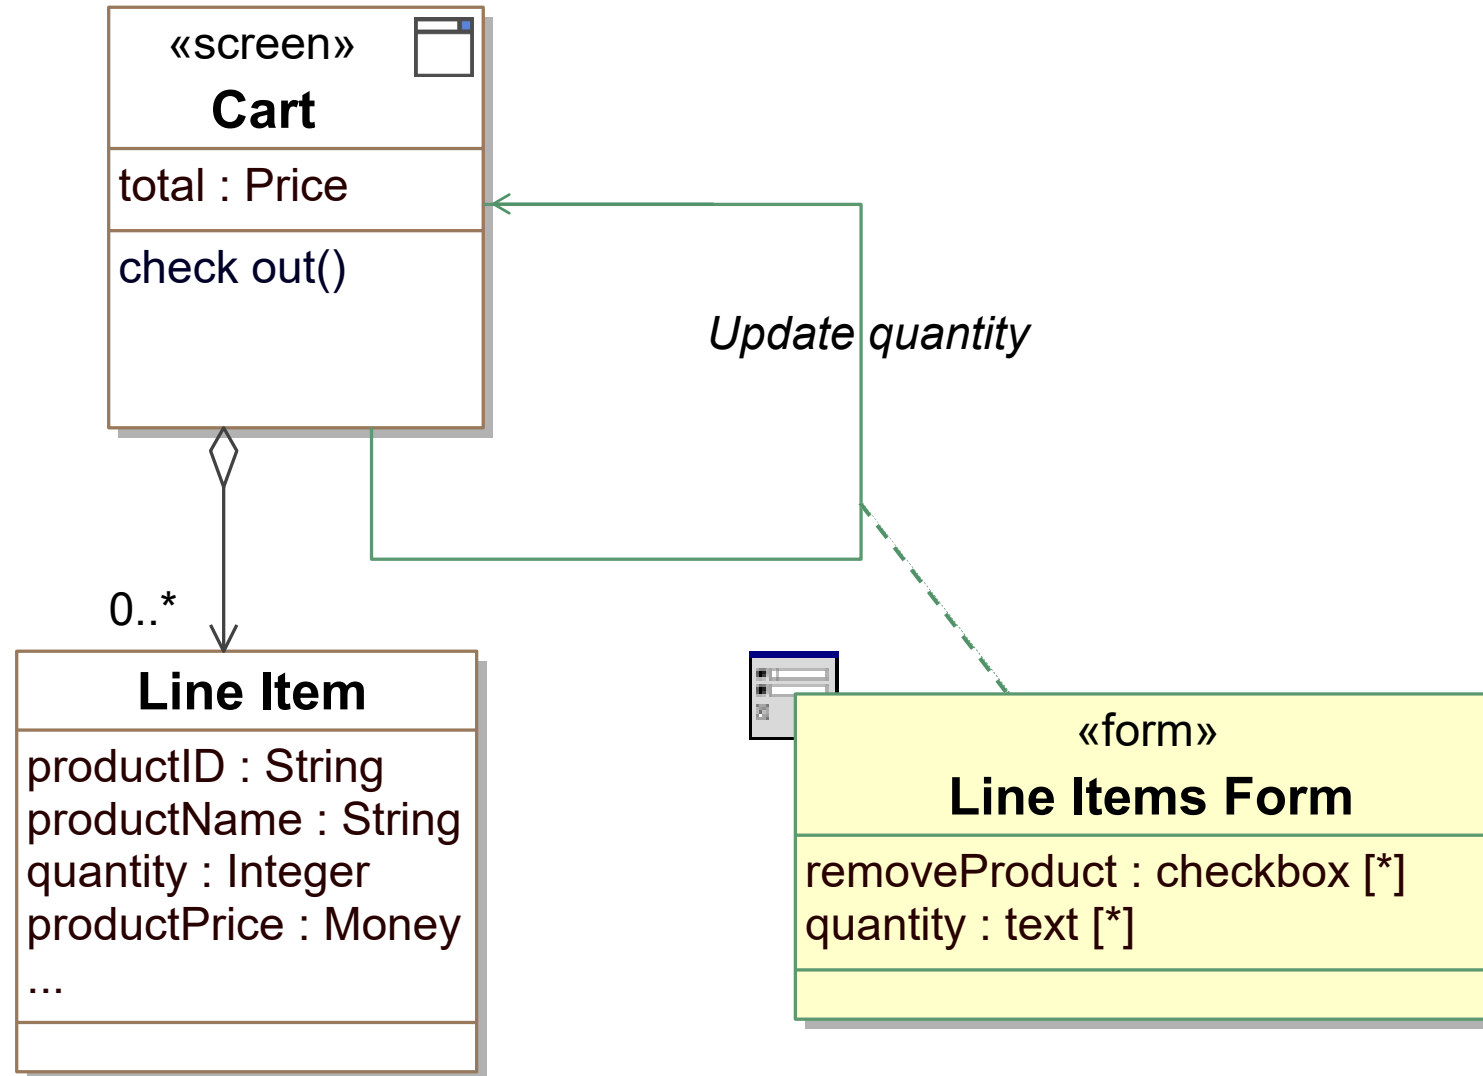 «screen»
Cart
total : Price
check out()
Update quantity
0..*
Line Item
productID : String
productName : String
quantity : Integer
productPrice : Money
...
«form»
Line Items Form
removeProduct : checkbox [*]
quantity : text [*]